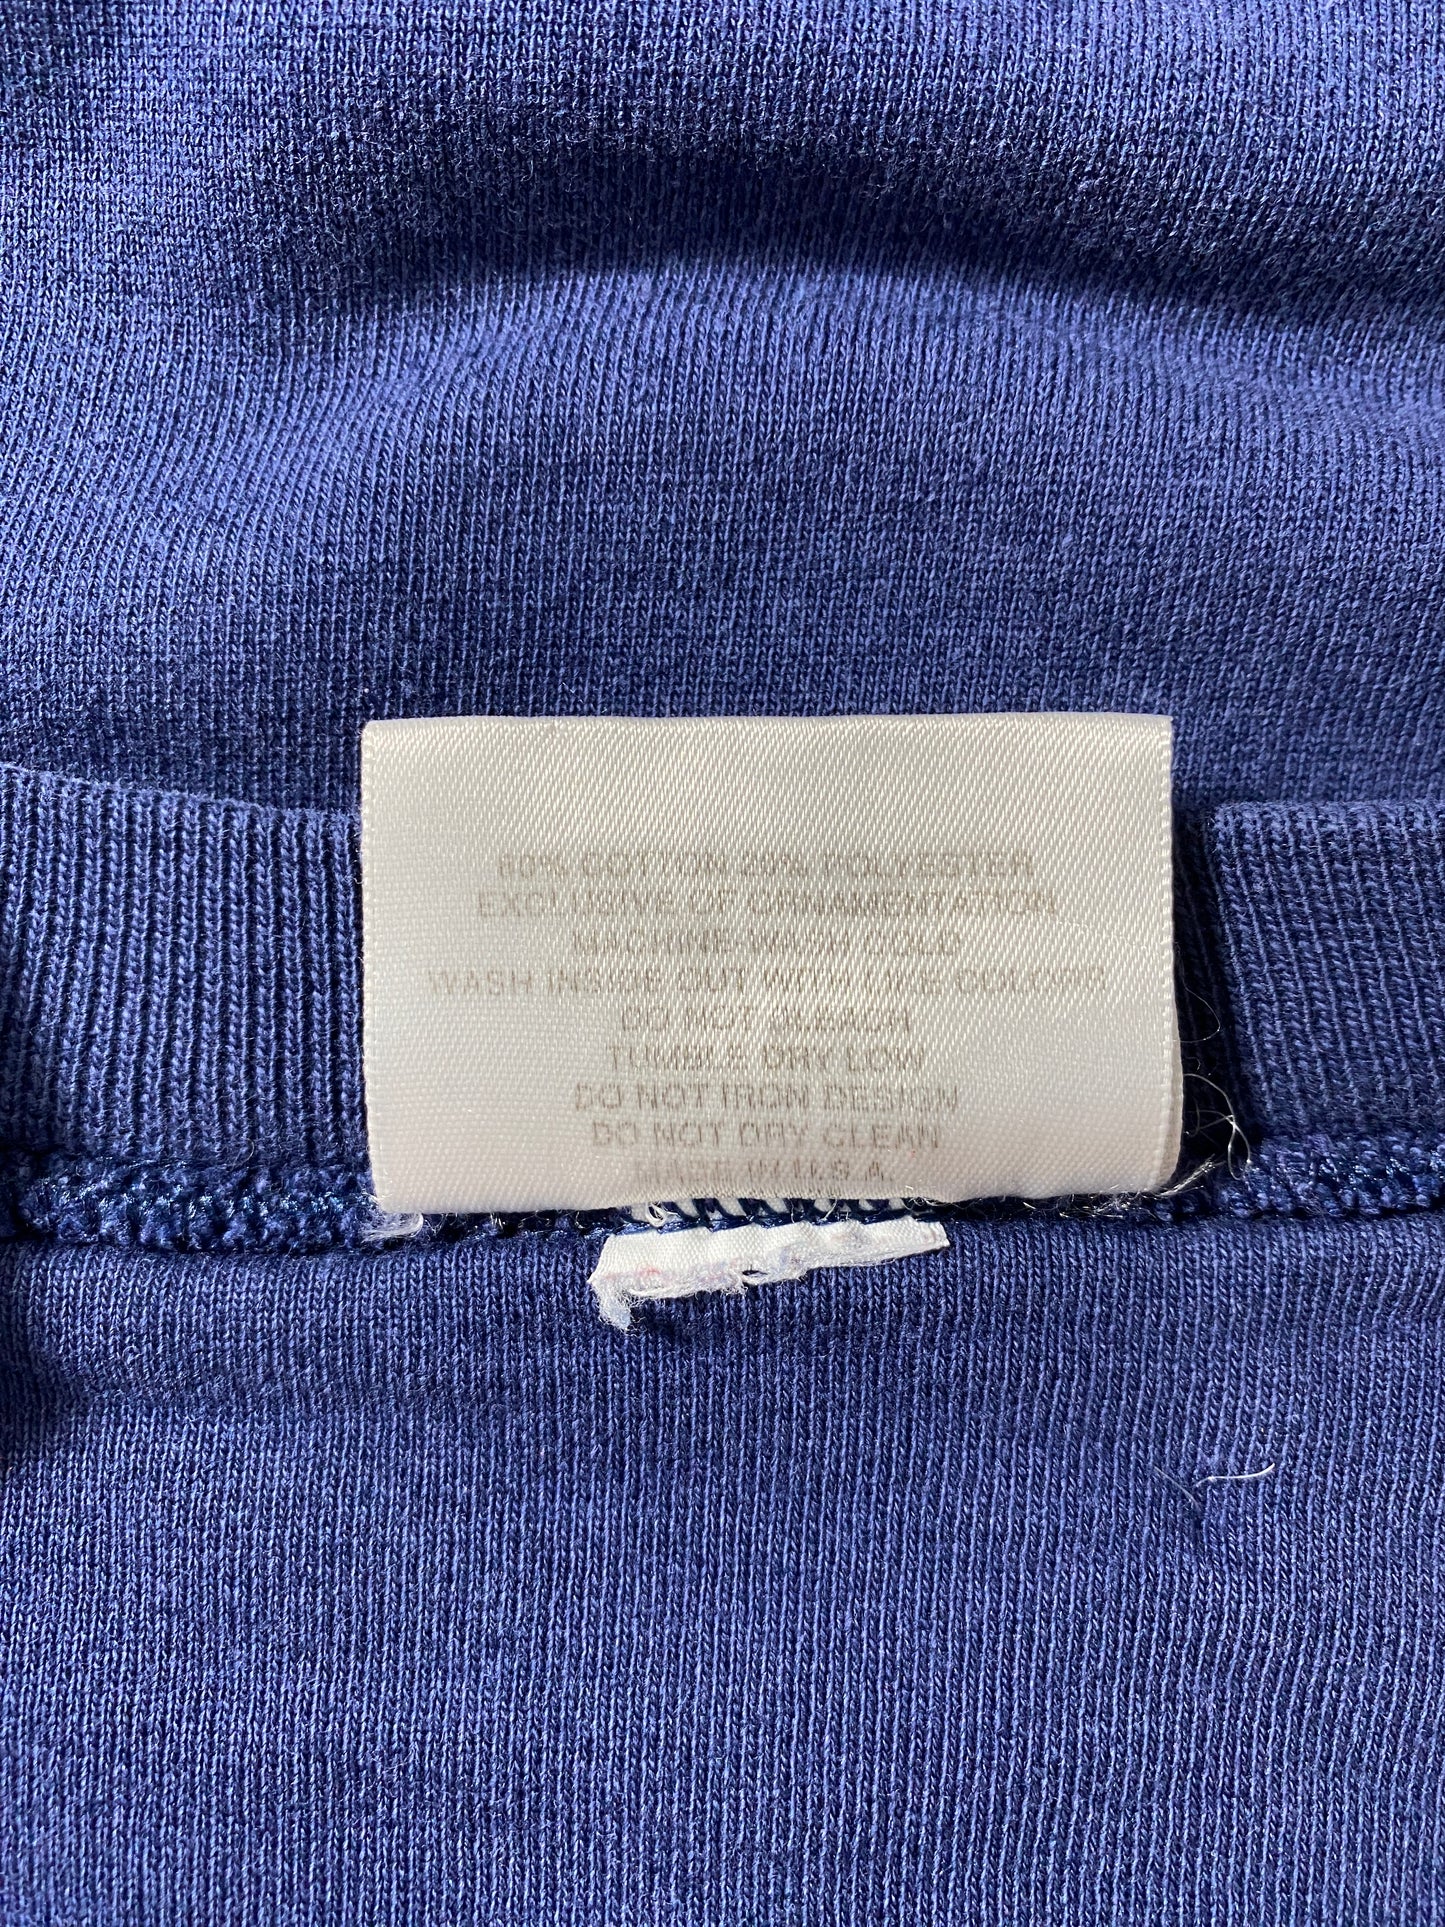 80% COTTON 20% POLYESTER
EXCLUSIVE OF ORNAMENTATION
MACHINE WASH COLD
WASH INSIDE OUT WITH LIKE COLORS
DO NOT BLEACH
TUMBLE DRY LOW
DO NOT IRON DESIGN
DO NOT DRY CLEAN
MADE IN U.S.A.